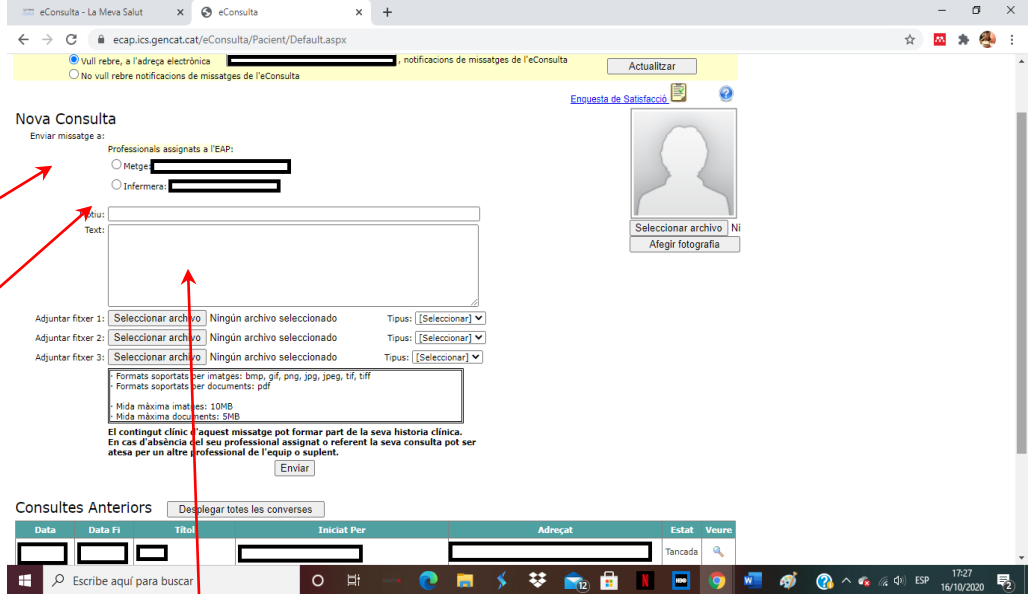 eConsulta - La Meva Salut
eConsulta
ecap.ics.gencat.cat/eConsulta/Pacient/Default.aspx
Vull rebre, a l'adreça electrònica , notificacions de missatges de l'eConsulta
Actualitzar
No vull rebre notificacions de missatges de l'eConsulta
Enquesta de Satisfacció
Nova Consulta
Enviar missatge a:
Professionals assignats a l'EAP:
Metge:
Infermera:
Seleccionar archivo Ni
Text:
Afegir fotografia
Adjuntar fitxer 1: Seleccionar archivo Ningún archivo seleccionado Tipus: [Seleccionar]
Adjuntar fitxer 2: Seleccionar archivo Ningún archivo seleccionado Tipus: [Seleccionar]
Adjuntar fitxer 3: Seleccionar archivo Ningún archivo seleccionado Tipus: [Seleccionar]
- Formats soportats per imatges: bmp, gif, png, jpg, jpeg, tif, tiff
- Formats soportats per documents: pdf
- Mida màxima imatges: 10MB
- Mida màxima documents: 5MB
El contingut clínic d'aquest missatge pot formar part de la seva historia clínica.
En cas d'absència del seu professional assignat o referent la seva consulta pot ser
atesa per un altre professional de l'equip o suplent.
Enviar
Consultes Anteriors Desplegar totes les converses
Data Data Fi Títol Iniciat Per Adreçat Estat Veure
Tancada
Escribe aquí para buscar
12
N
HBO
ESP
17:27
16/10/2020
2